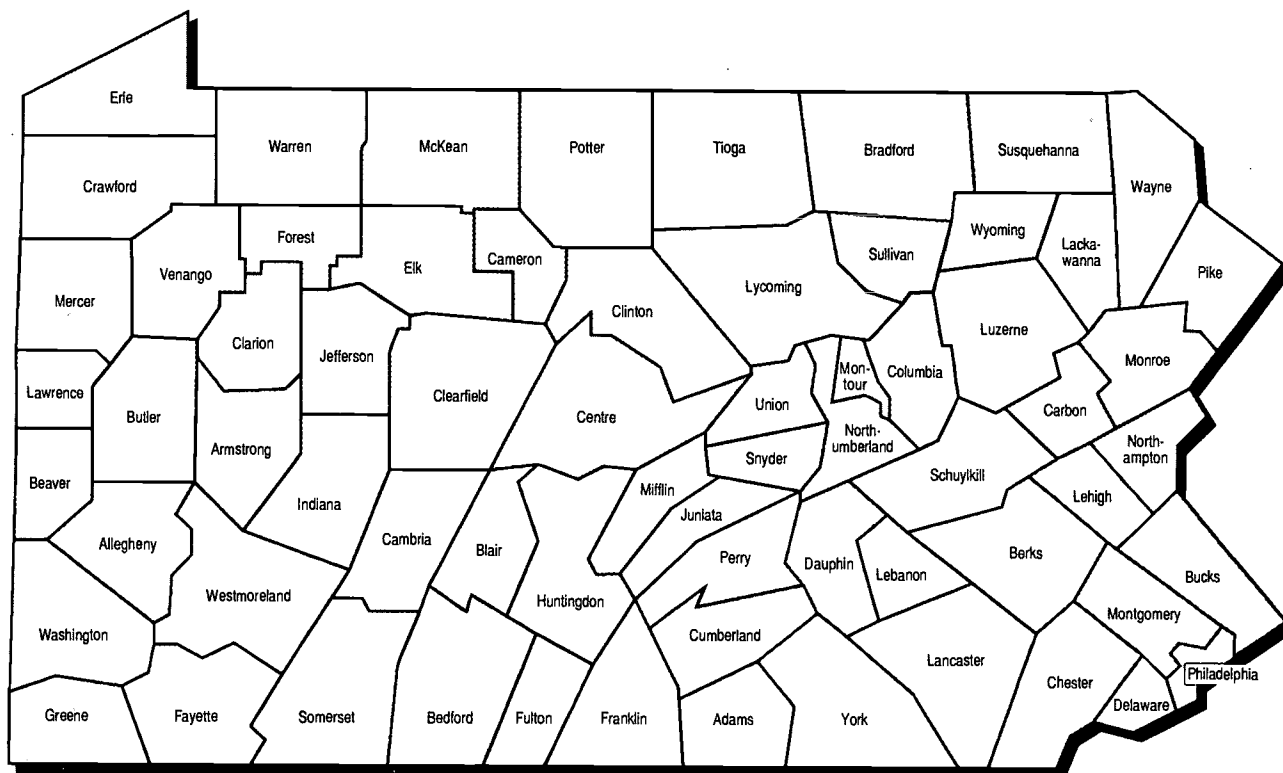 Erie
Warren
McKean
Potter
Tioga
Bradford
Susquehanna
Wayne
Crawford
Forest
Elk
Cameron
Sullivan
Wyoming
Lacka-
wanna
Pike
Venango
Mercer
Lycoming
Clinton
Luzerne
Clarion
Jefferson
Monroe
Mon-
tour
Columbia
Lawrence
Butler
Clearfield
Centre
Union
Carbon
Armstrong
North-
umberland
North-
ampton
Snyder
Schuylkill
Beaver
Indiana
Mifflin
Lehigh
Juniata
Allegheny
Cambria
Blair
Perry
Dauphin
Lebanon
Berks
Bucks
Westmoreland
Huntingdon
Montgomery
Washington
Cumberland
Lancaster
Chester
Philadelphia
Delaware
Greene
Fayette
Somerset
Bedford
Fulton
Franklin
Adams
York